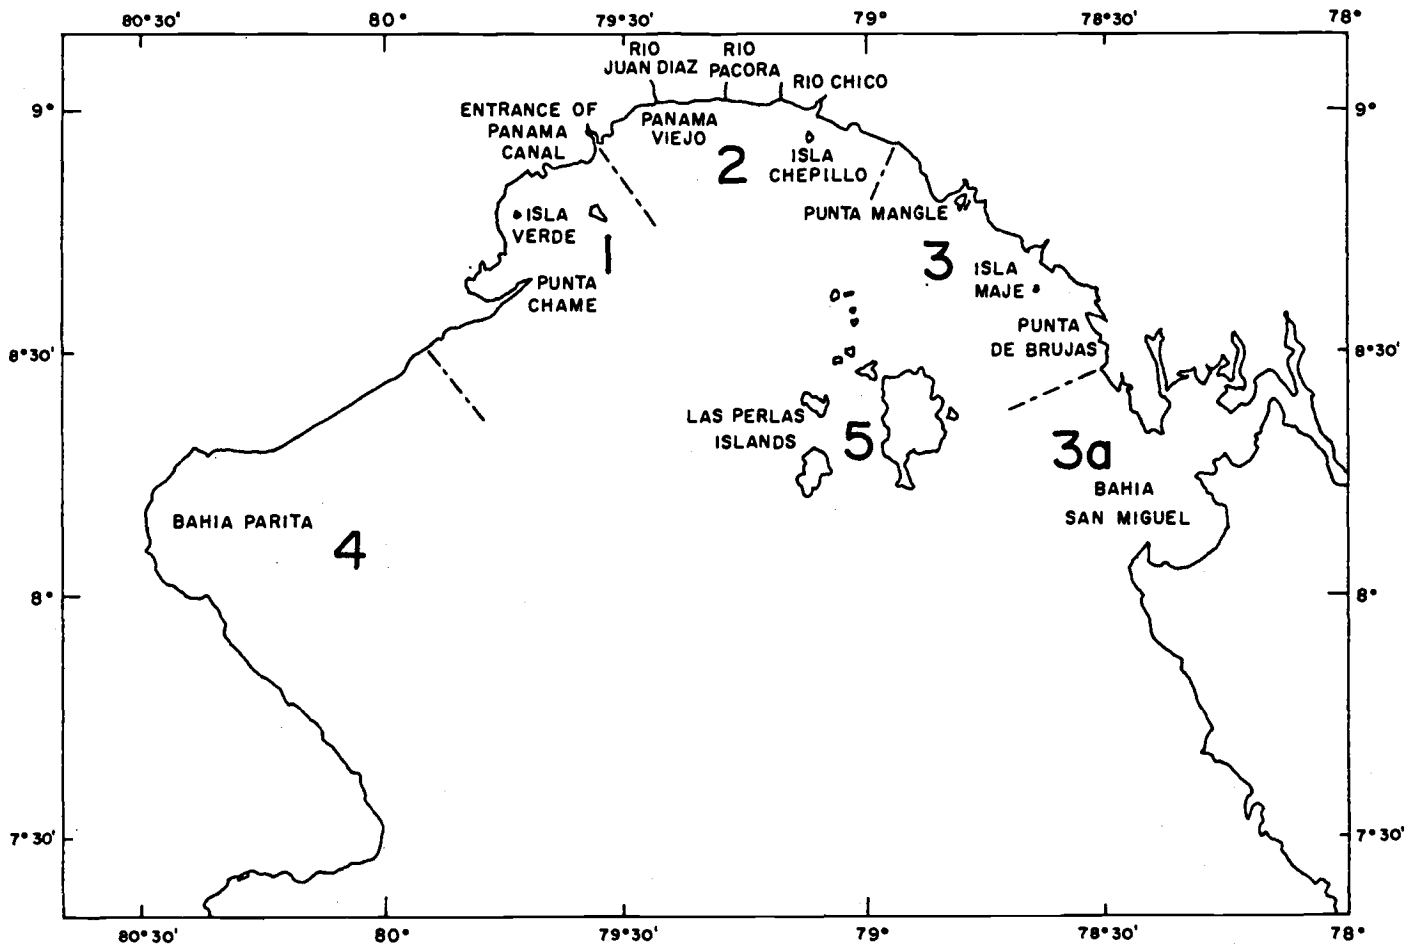 80°30'
80°
79°30'
79°
78°30'
78°
RIO
JUAN DIAZ
RIO
PACORA
RIO CHICO
9°
9°
ENTRANCE OF
PANAMA
CANAL
PANAMA
VIEJO
2
ISLA
CHEPILLO
PUNTA MANGLE
ISLA
VERDE
1
PUNTA
CHAME
3
ISLA
MAJE
PUNTA
DE BRUJAS
8°30'
8°30'
LAS PERLAS
ISLANDS
5
3a
BAHIA
SAN MIGUEL
BAHIA PARITA
4
8°
8°
7°30'
7°30'
80°30'
80°
79°30'
79°
78°30'
78°